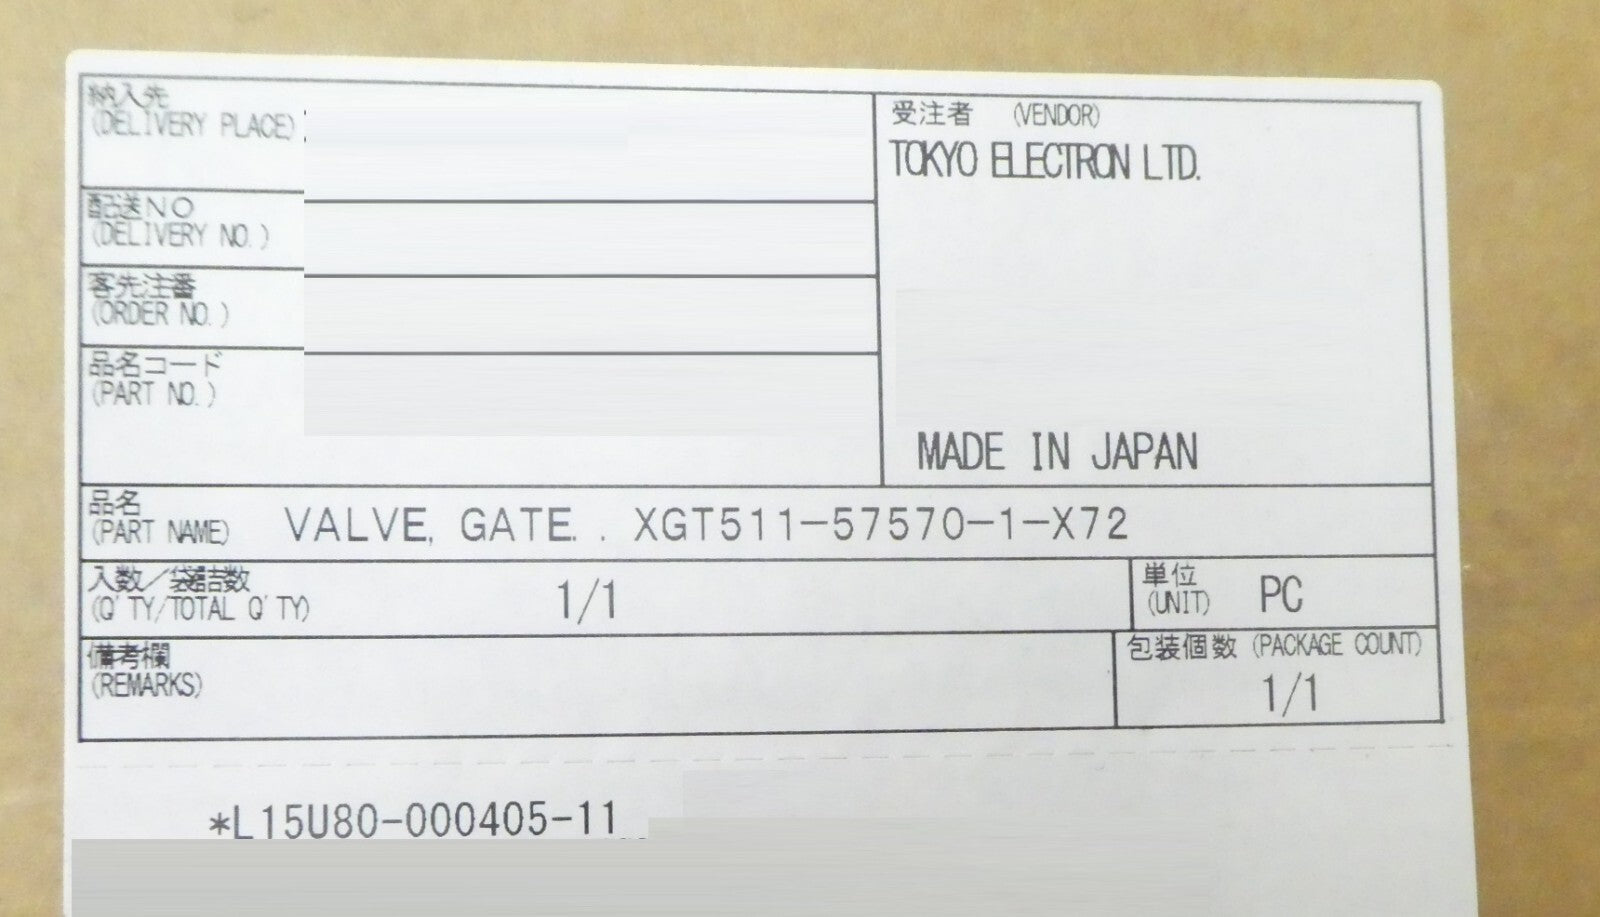 納入先
(DELIVERY PLACE)
受注者 (VENDOR)
TOKYO ELECTRON LTD.
配送NO
(DELIVERY NO.)
客先注番
(ORDER NO.)
品名コード
(PART NO.)
MADE IN JAPAN
品名
(PART NAME) VALVE, GATE. . XGT511-57570-1-X72
入数/袋詰数
(Q'TY/TOTAL Q'TY) 1/1
単位
(UNIT) PC
備考欄
(REMARKS)
包装個数 (PACKAGE COUNT)
1/1
*L15U80-000405-11